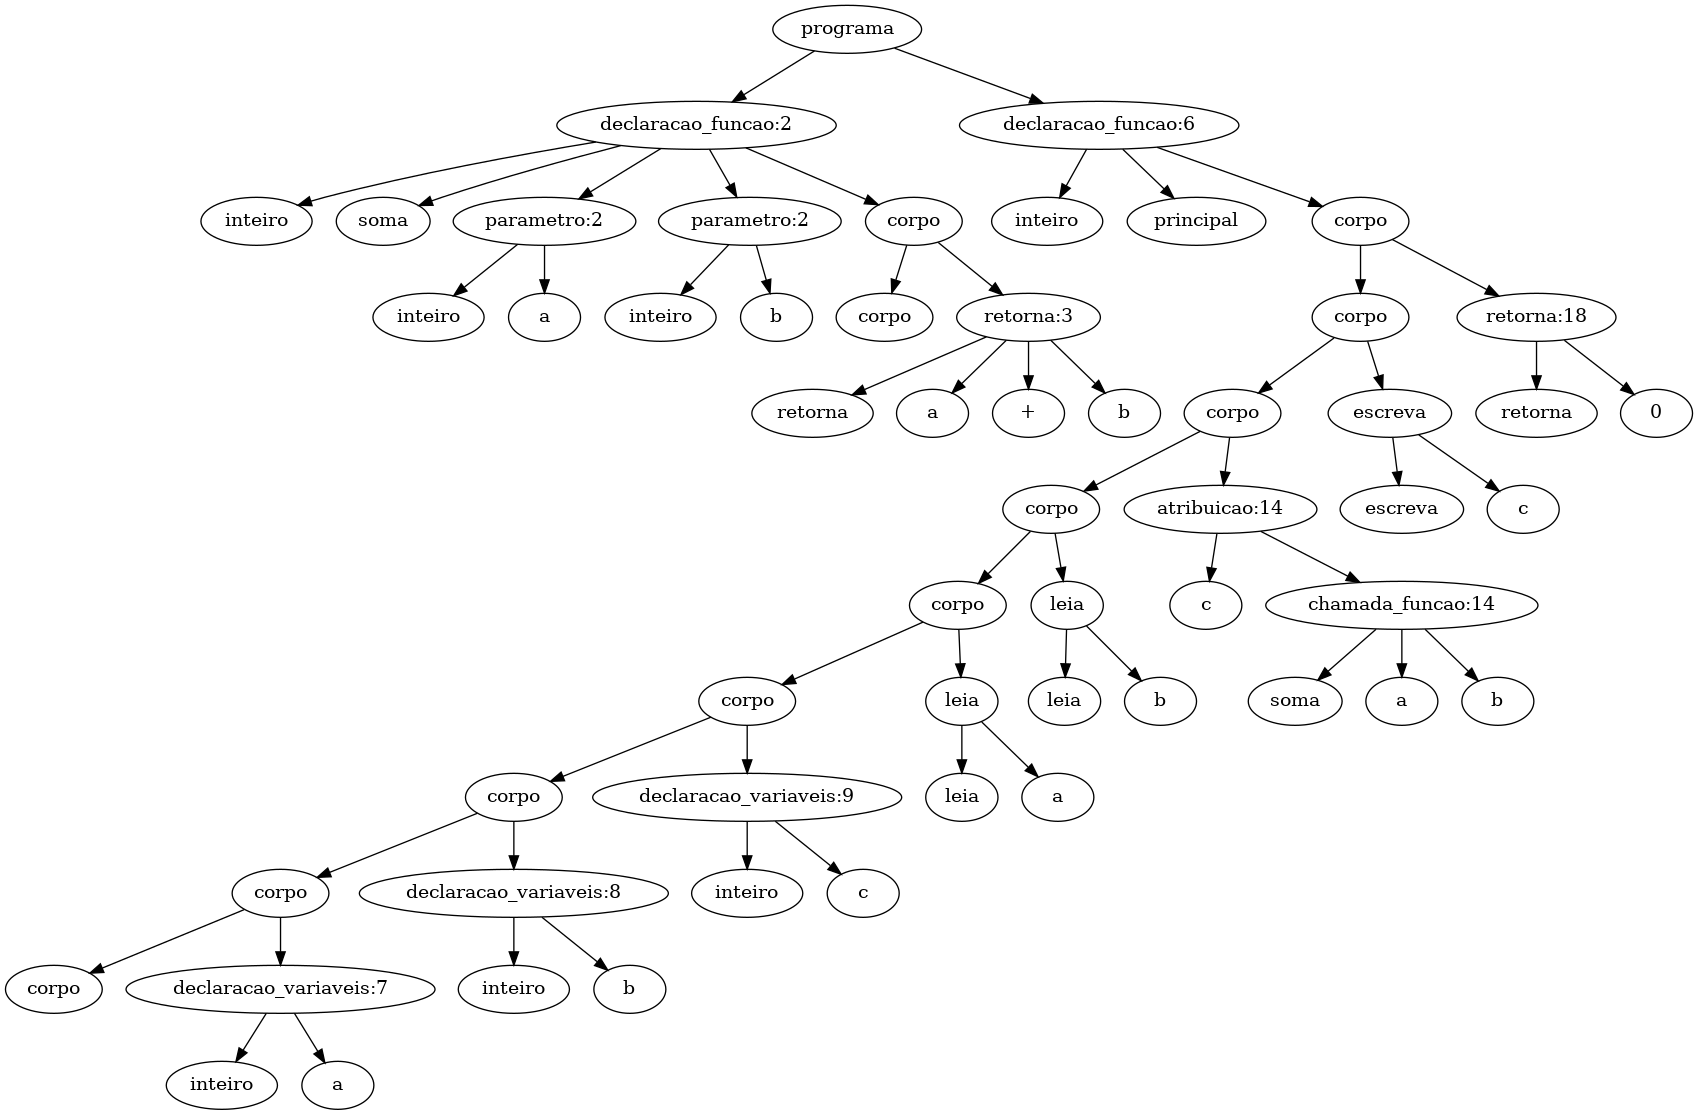 programa
declaracao_funcao:2
declaracao_funcao:6
inteiro
soma
parametro:2
parametro:2
corpo
inteiro
principal
corpo
inteiro
a
inteiro
b
corpo
retorna:3
corpo
retorna:18
retorna
a
+
b
corpo
escreva
retorna
0
corpo
atribuicao:14
escreva
c
corpo
leia
c
chamada_funcao:14
corpo
leia
leia
b
soma
a
b
corpo
declaracao_variaveis:9
leia
a
corpo
declaracao_variaveis:8
inteiro
c
corpo
declaracao_variaveis:7
inteiro
b
inteiro
a